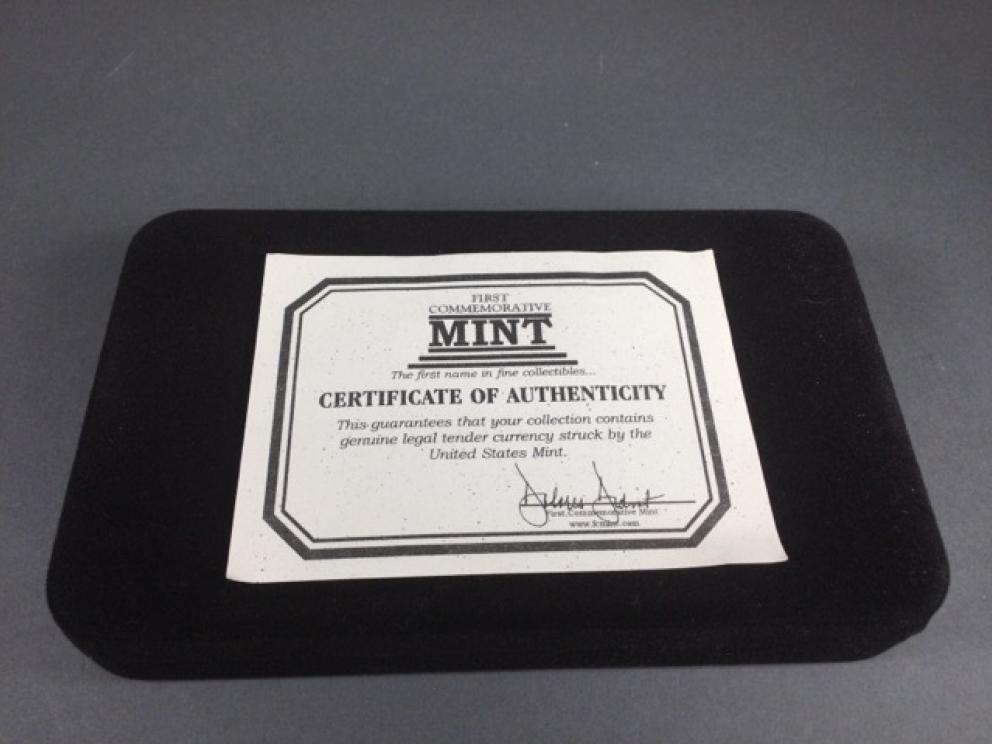 FIRST
COMMEMORATIVE
MINT
The first name in fine collectibles...
CERTIFICATE OF AUTHENTICITY
This guarantees that your collection contains
genuine legal tender currency struck by the
United States Mint.
First Commemorative Mint